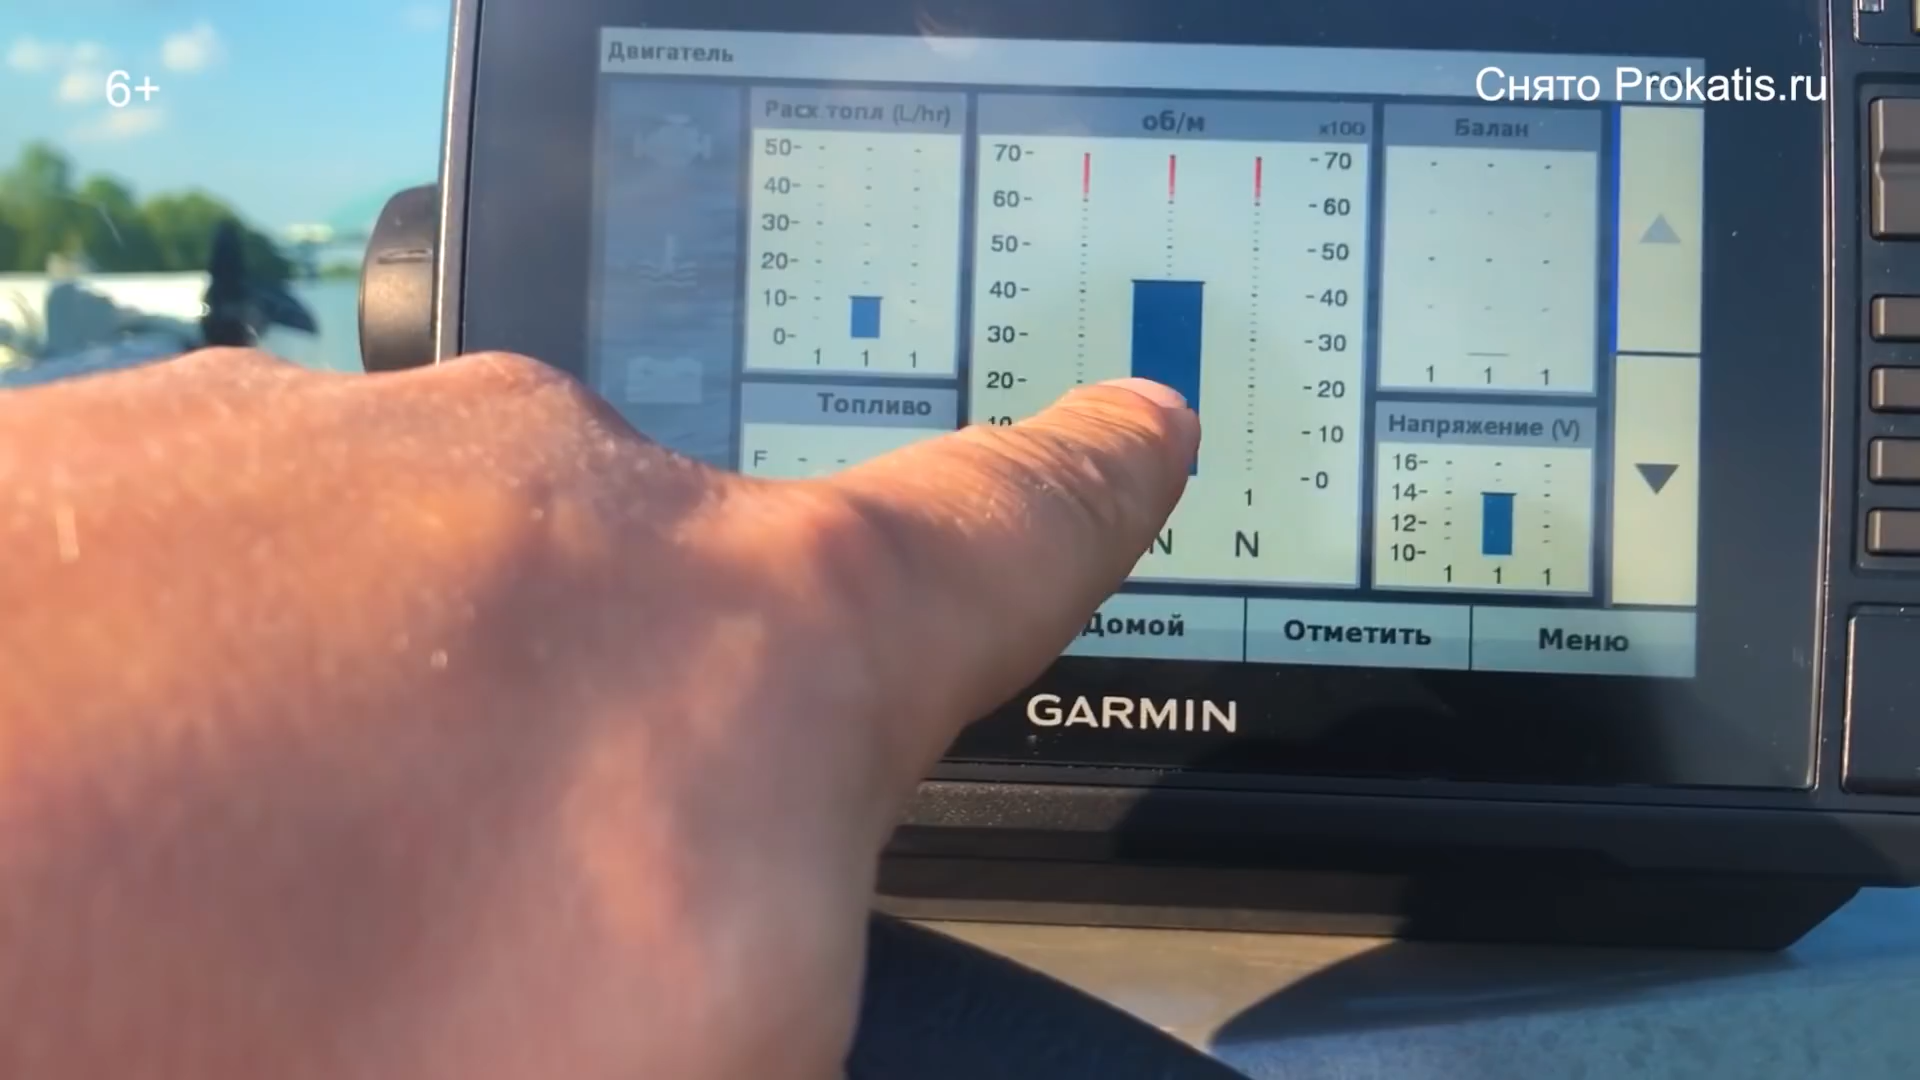 6+
Снято Prokatis.ru
Двигатель
Расх.топл (L/hr)
50
40
30
20
10
0
1 1 1
Топливо
F
об/м x100
70 70
60 60
50 50
40 40
30 30
20 20
10 10
0
1
N N
Балан
1 1 1
Напряжение (V)
16
14
12
10
1 1 1
Домой Отметить Меню
GARMIN